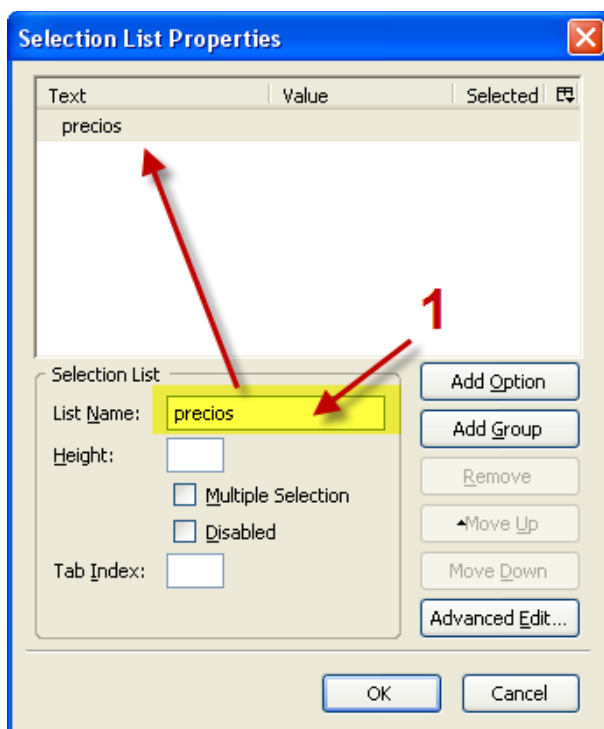 Selection List Properties
Text Value Selected
precios
1
Selection List
List Name: precios
Height:
Multiple Selection
Disabled
Tab Index:
Add Option
Add Group
Remove
Move Up
Move Down
Advanced Edit...
OK Cancel